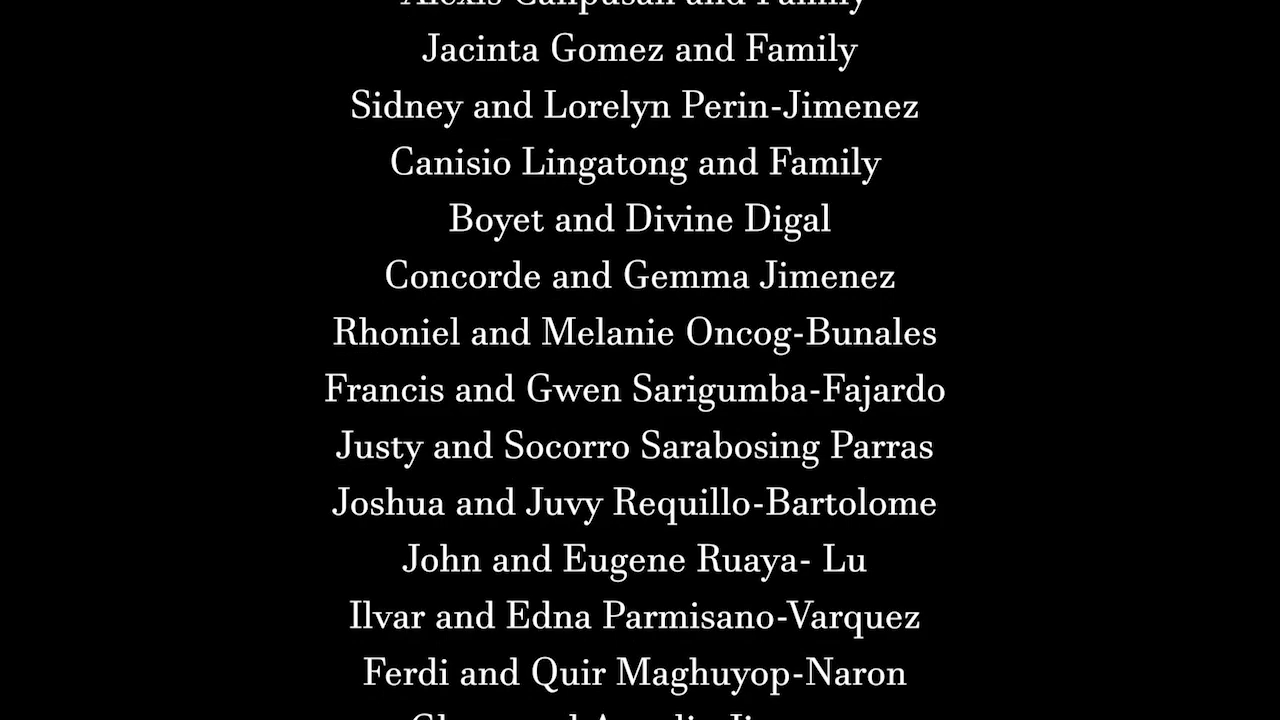 Jacinta Gomez and Family
Sidney and Lorelyn Perin-Jimenez
Canisio Lingatong and Family
Boyet and Divine Digal
Concorde and Gemma Jimenez
Rhoniel and Melanie Oncog-Bunales
Francis and Gwen Sarigumba-Fajardo
Justy and Socorro Sarabosing Parras
Joshua and Juvy Requillo-Bartolome
John and Eugene Ruaya- Lu
Ilvar and Edna Parmisano-Varquez
Ferdi and Quir Maghuyop-Naron